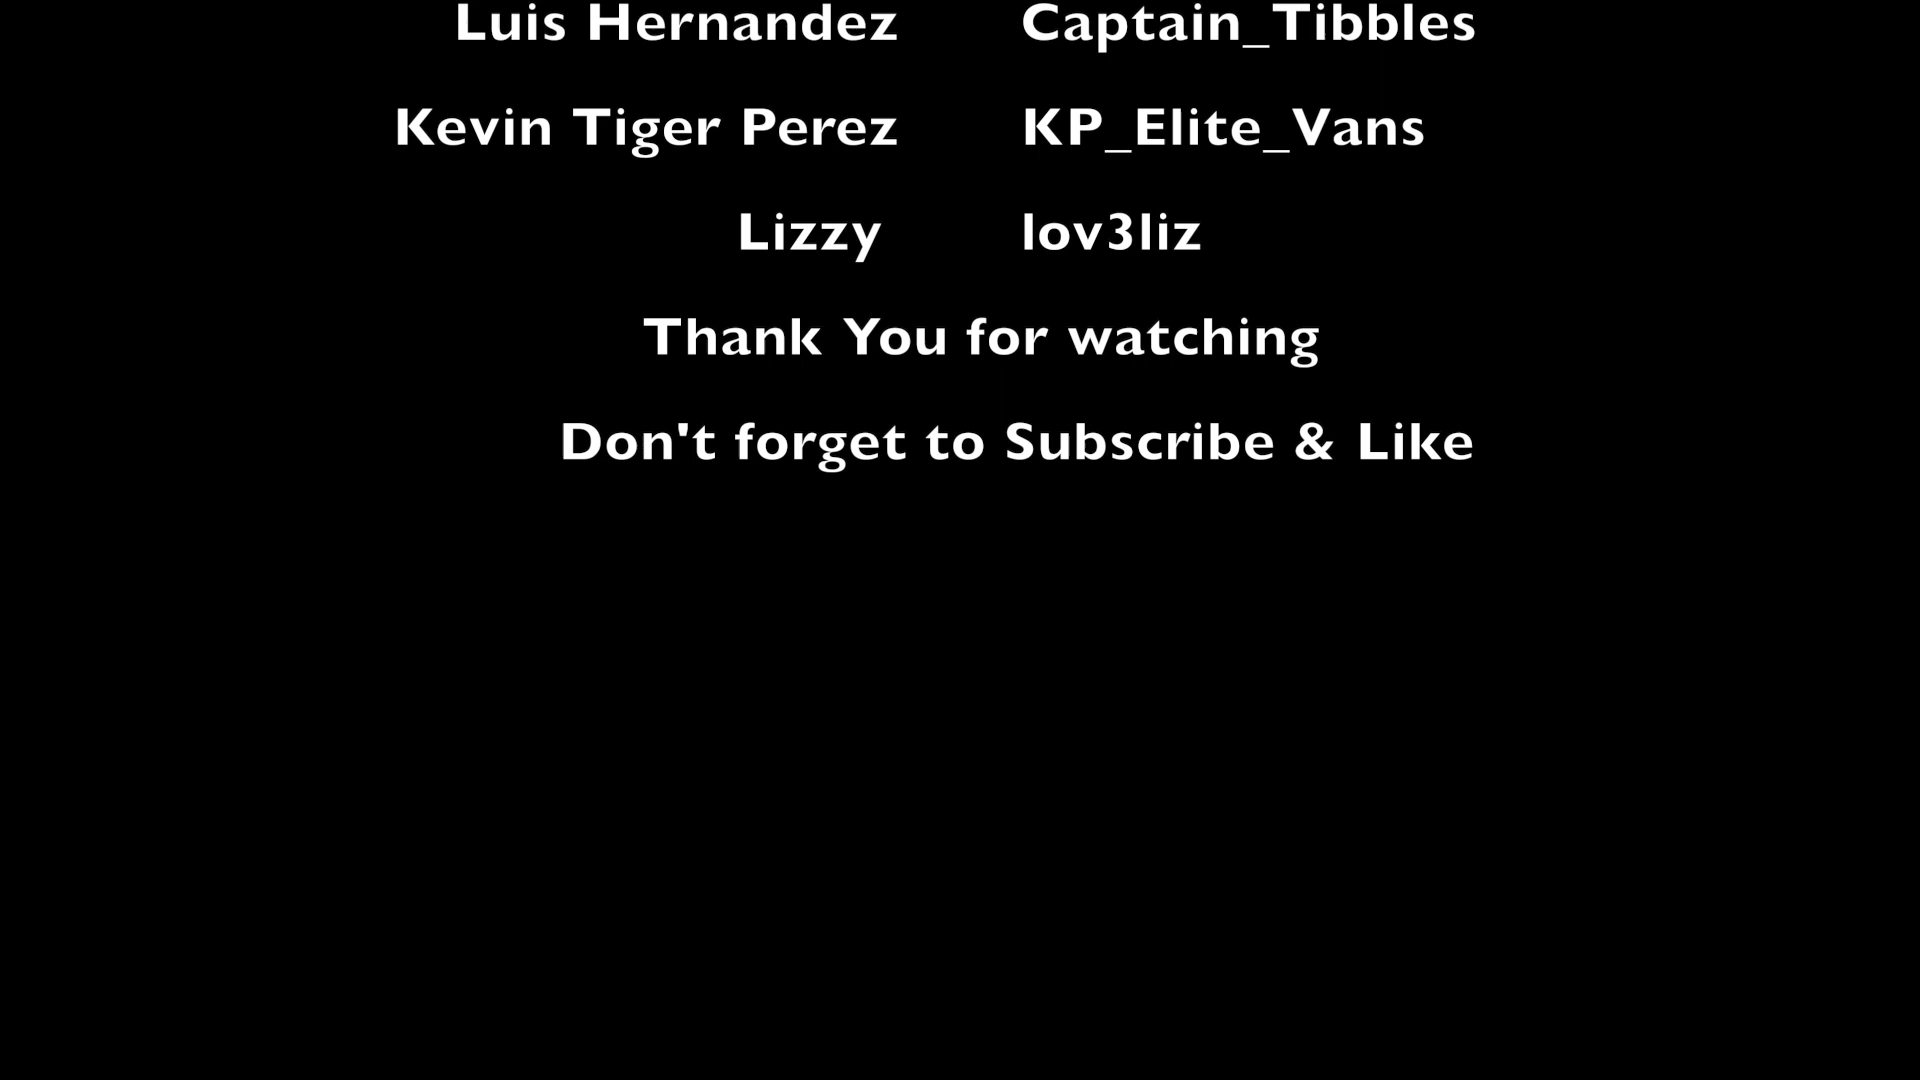 Luis Hernandez Captain_Tibbles
Kevin Tiger Perez KP_Elite_Vans
Lizzy lov3liz
Thank You for watching
Don't forget to Subscribe & Like